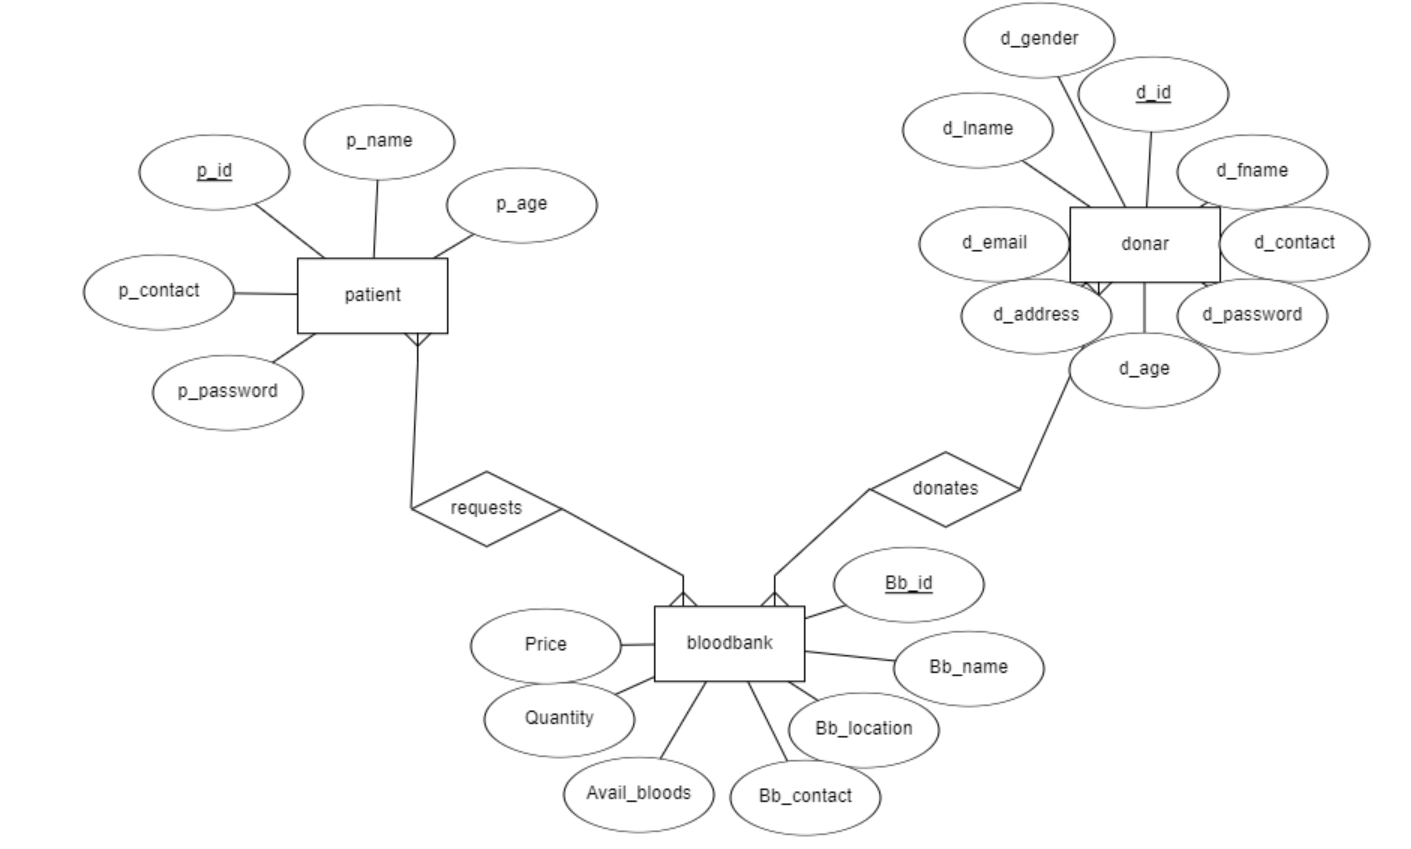 d_gender
d_id
d_lname
p_name
p_id
d_fname
p_age
d_email
donar
d_contact
p_contact
patient
d_address
d_password
d_age
p_password
donates
requests
Bb_id
Price
bloodbank
Bb_name
Quantity
Bb_location
Avail_bloods
Bb_contact